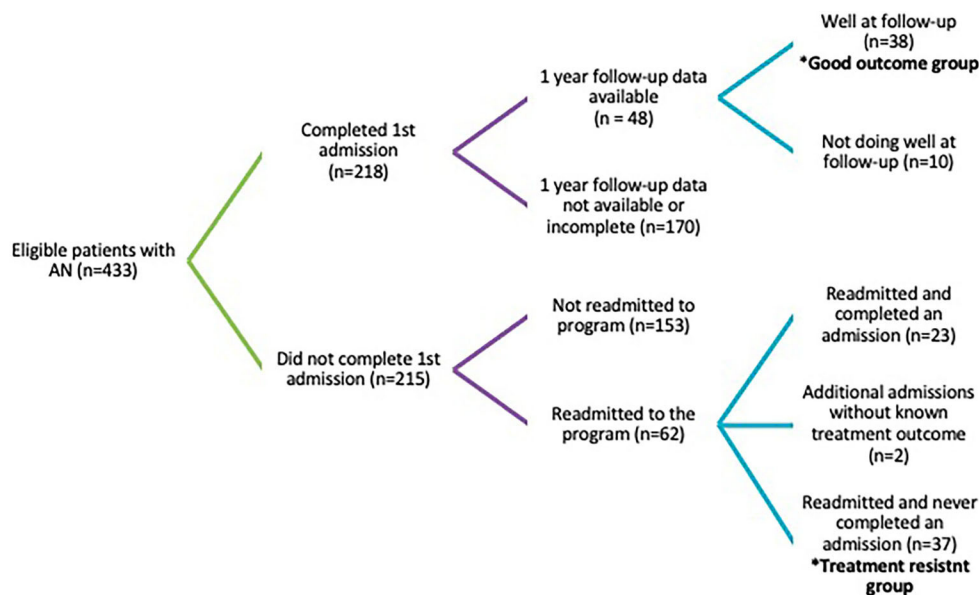 Eligible patients with
AN (n=433)
Completed 1st
admission
(n=218)
Did not complete 1st
admission (n=215)
1 year follow-up data
available
(n = 48)
1 year follow-up data
not available or
incomplete (n=170)
Not readmitted to
program (n=153)
Readmitted to the
program (n=62)
Well at follow-up
(n=38)
*Good outcome group
Not doing well at
follow-up (n=10)
Readmitted and
completed an
admission (n=23)
Additional admissions
without known
treatment outcome
(n=2)
Readmitted and never
completed an
admission (n=37)
*Treatment resistnt
group